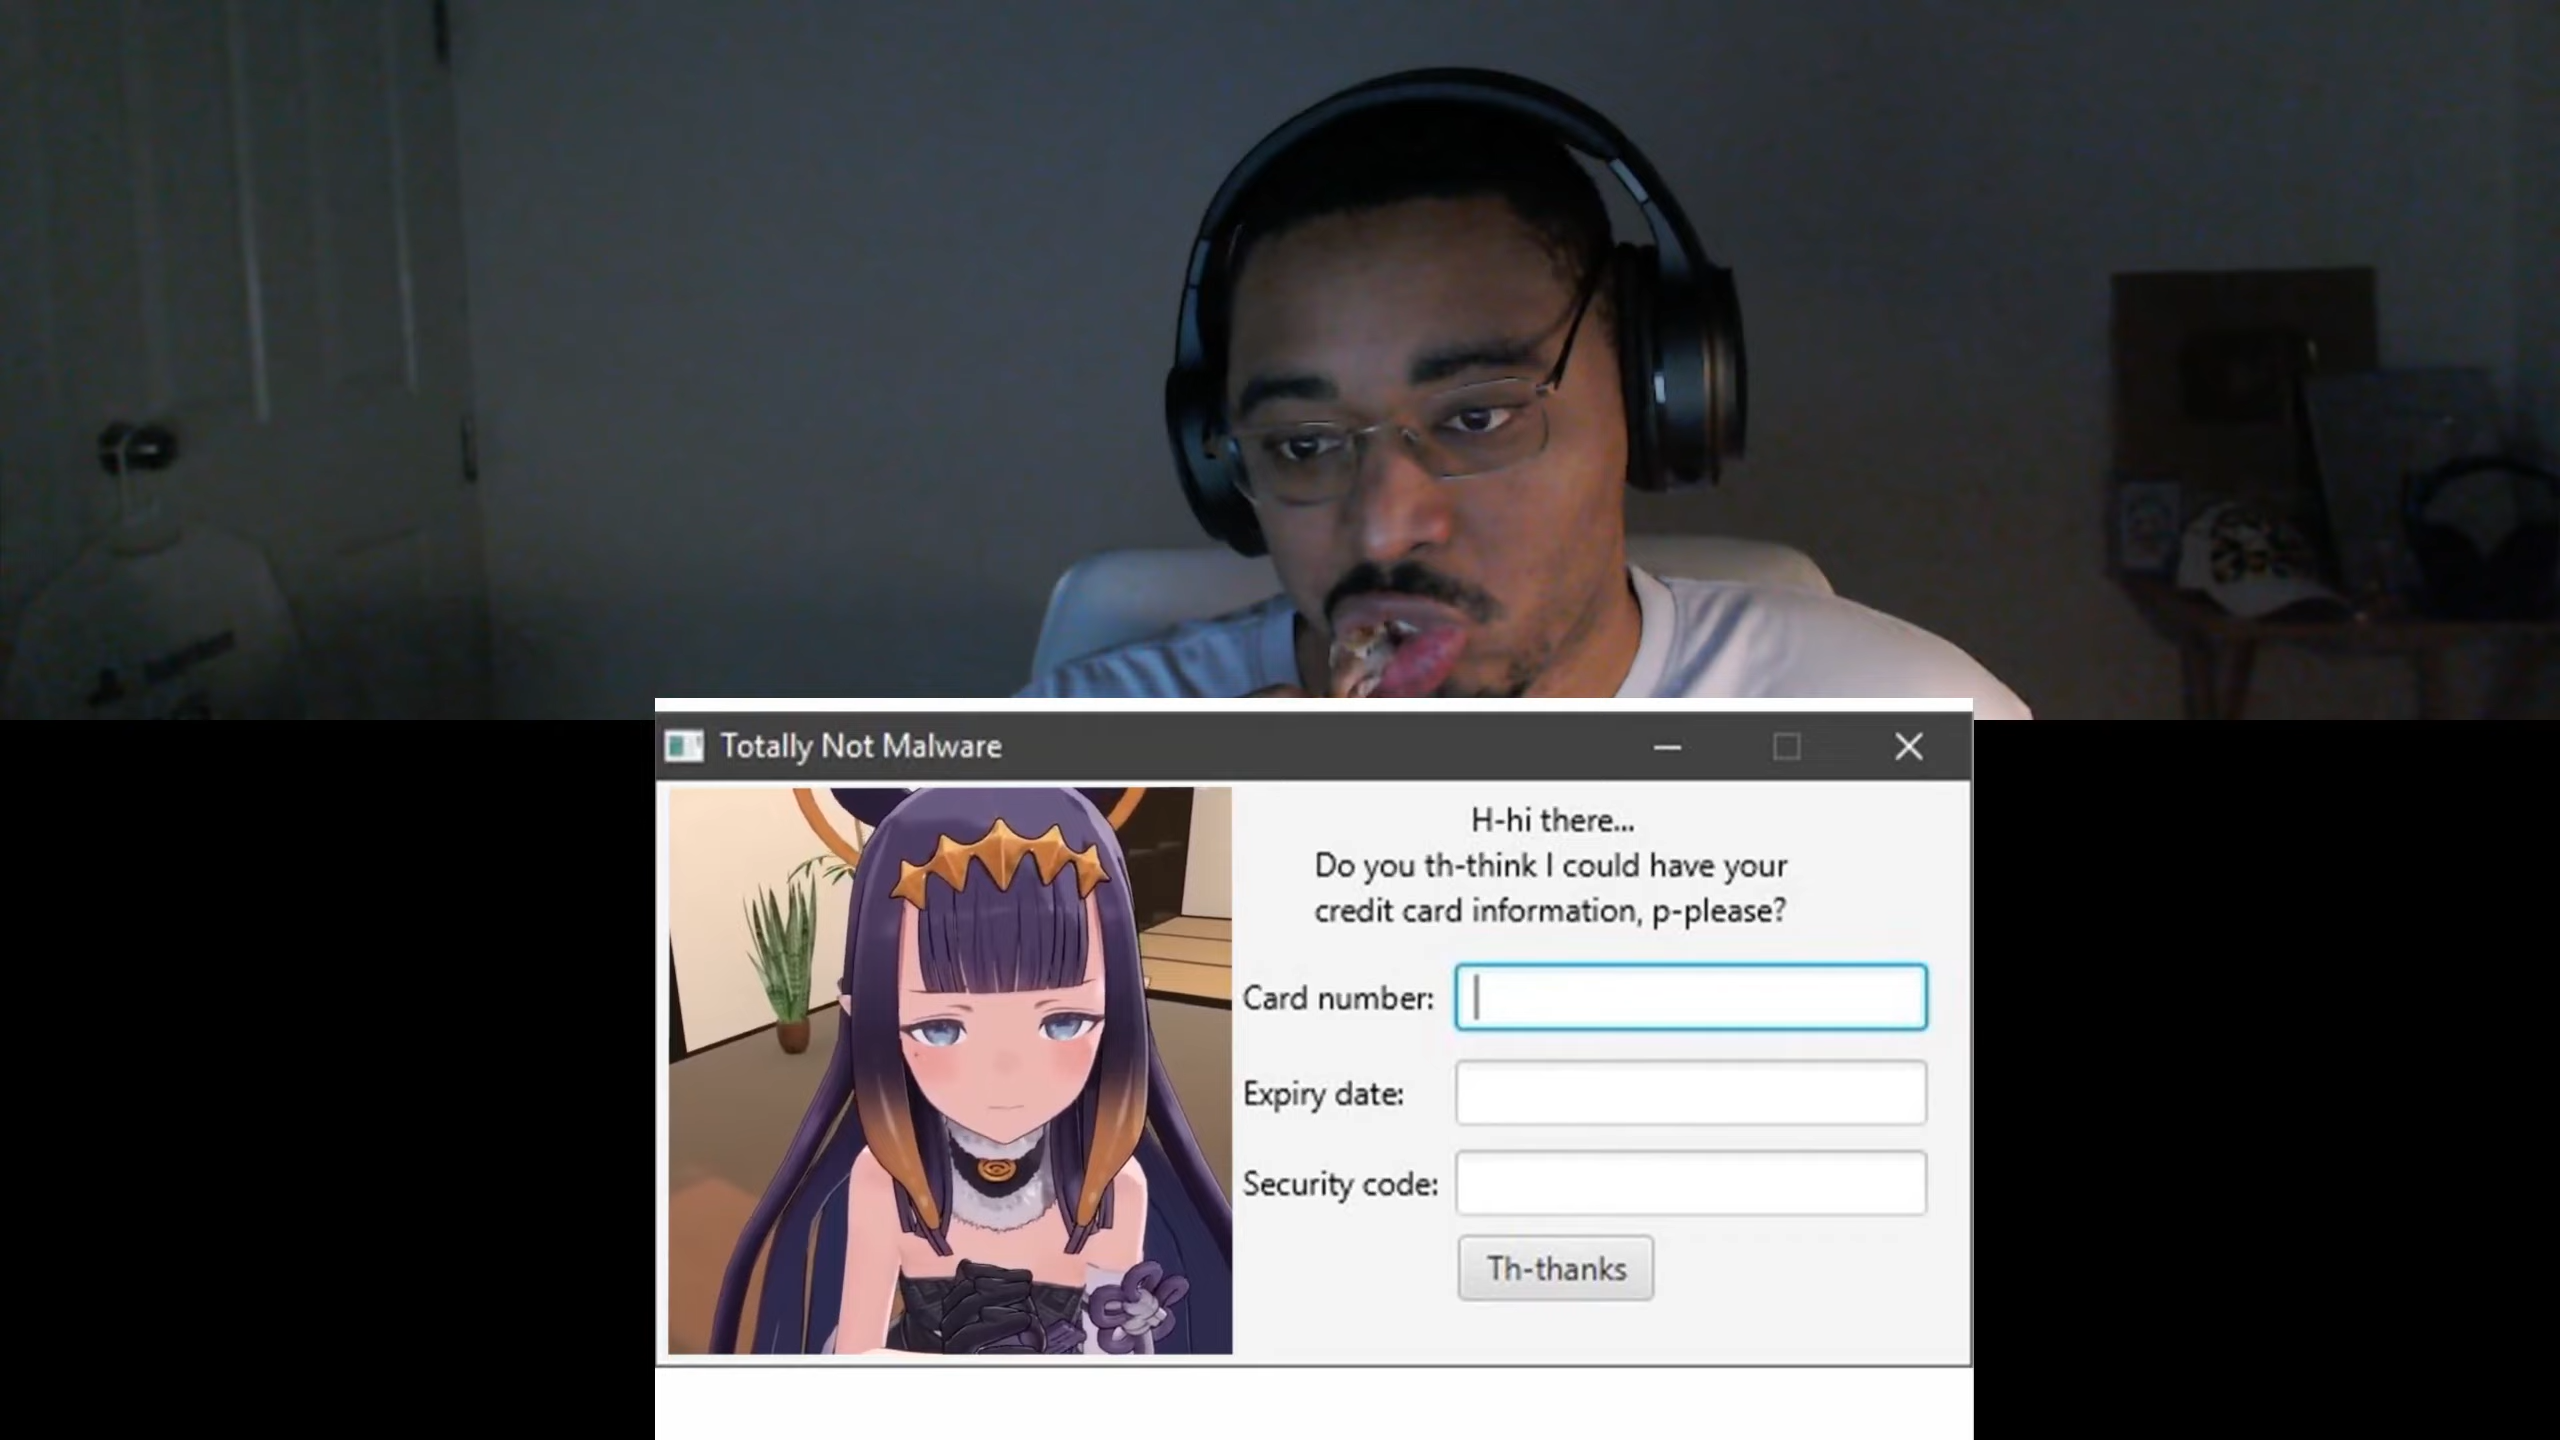 Totally Not Malware
H-hi there...
Do you th-think I could have your
credit card information, p-please?
Card number:
Expiry date:
Security code:
Th-thanks